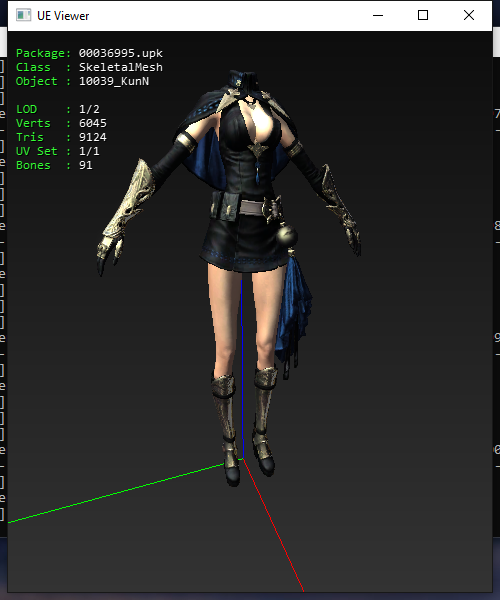 UE Viewer
Package: 00036995.upk
Class  : SkeletalMesh
Object : 10039_KunN
LOD    : 1/2
Verts  : 6045
Tris   : 9124
UV Set : 1/1
Bones  : 91